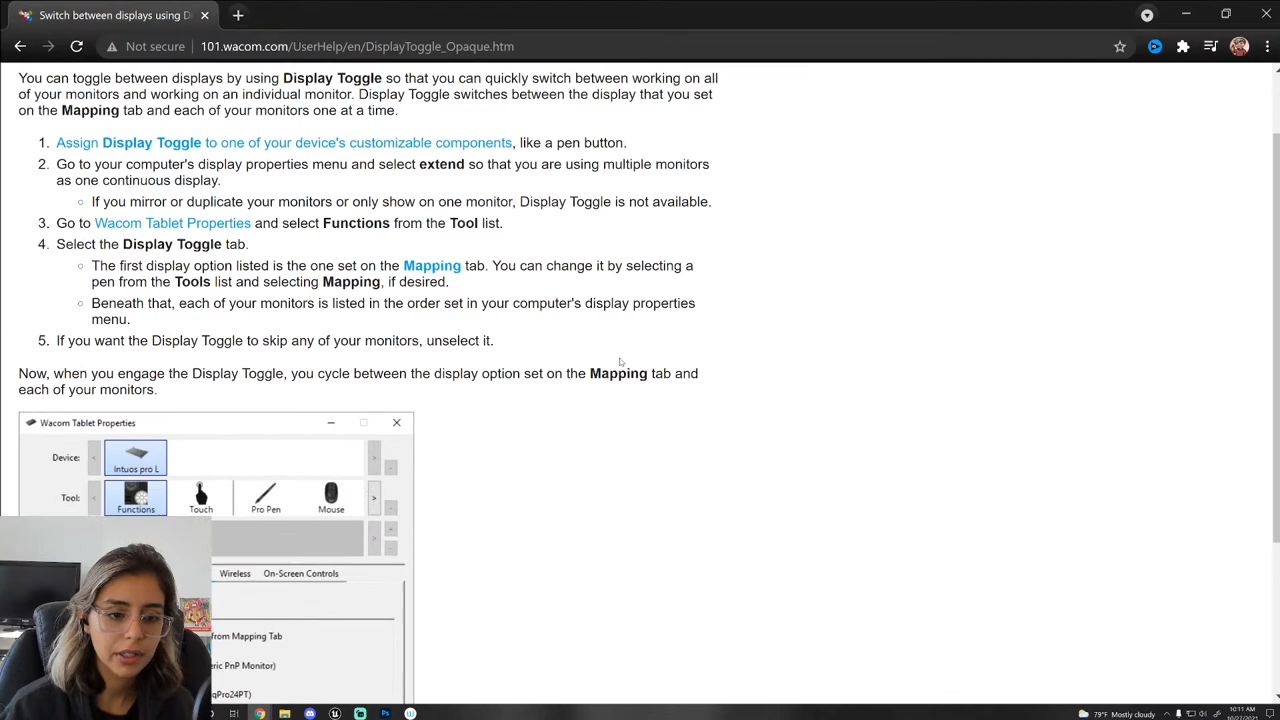 Switch between displays using D
Not secure 101.wacom.com/UserHelp/en/DisplayToggle_Opaque.htm
You can toggle between displays by using Display Toggle so that you can quickly switch between working on all
of your monitors and working on an individual monitor. Display Toggle switches between the display that you set
on the Mapping tab and each of your monitors one at a time.
1. Assign Display Toggle to one of your device's customizable components, like a pen button.
2. Go to your computer's display properties menu and select extend so that you are using multiple monitors
as one continuous display.
If you mirror or duplicate your monitors or only show on one monitor, Display Toggle is not available.
3. Go to Wacom Tablet Properties and select Functions from the Tool list.
4. Select the Display Toggle tab.
The first display option listed is the one set on the Mapping tab. You can change it by selecting a
pen from the Tools list and selecting Mapping, if desired.
Beneath that, each of your monitors is listed in the order set in your computer's display properties
menu.
5. If you want the Display Toggle to skip any of your monitors, unselect it.
Now, when you engage the Display Toggle, you cycle between the display option set on the Mapping tab and
each of your monitors.
Wacom Tablet Properties
Device:
Intuos pro L
Tool:
Functions Touch Pro Pen Mouse
Wireless On-Screen Controls
from Mapping Tab
eric PnP Monitor)
qPro24PT)
79°F Mostly cloudy
10:11 AM
10/27/2021